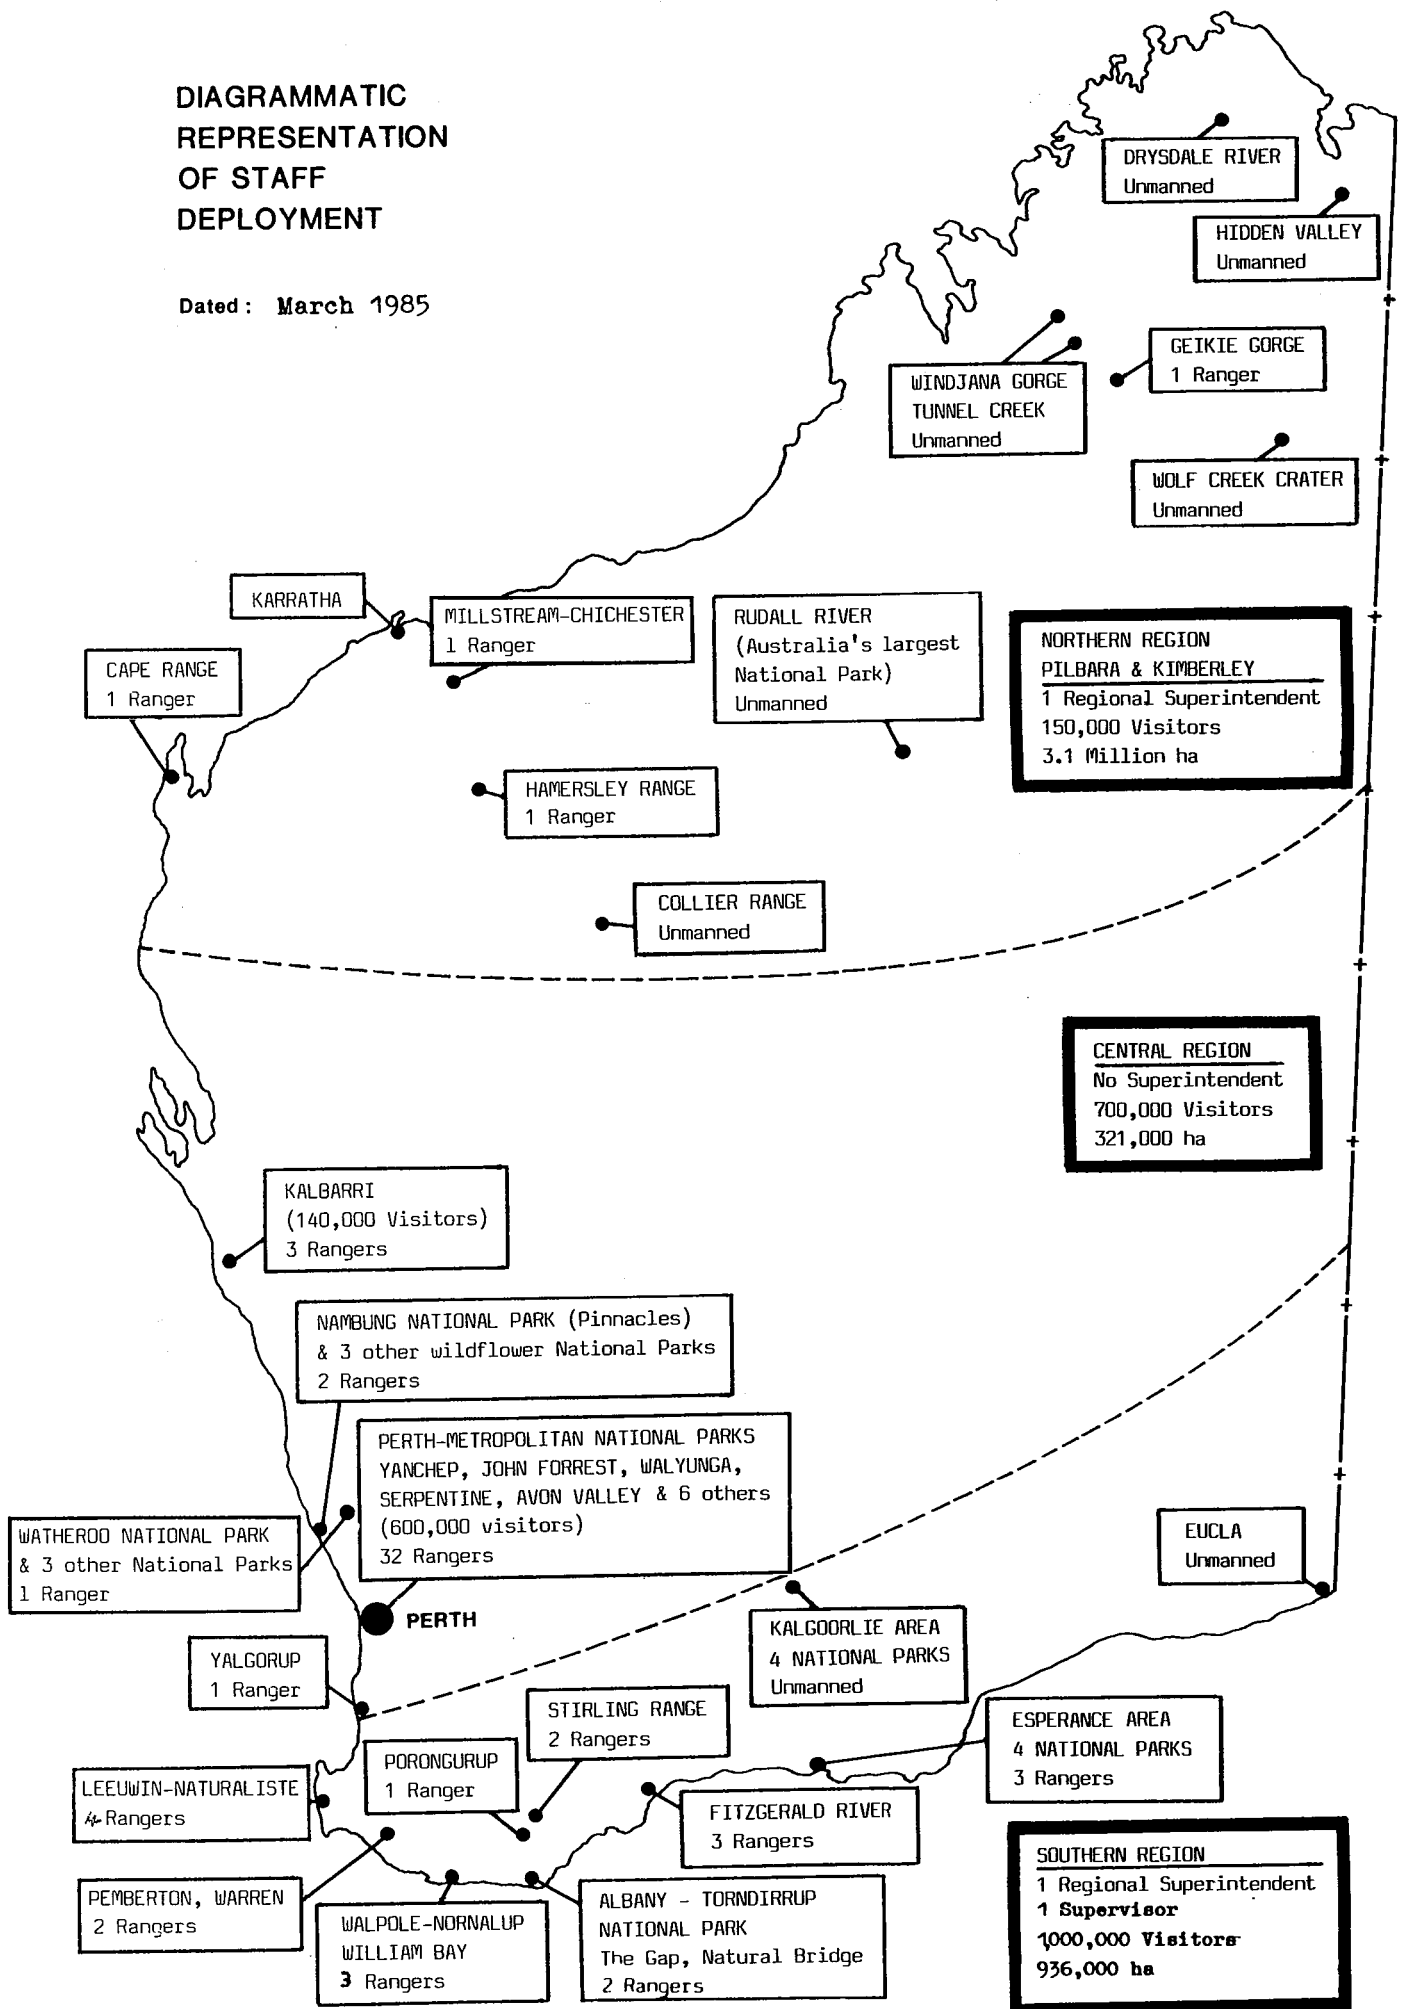 DIAGRAMMATIC
REPRESENTATION
OF STAFF
DEPLOYMENT
Dated: March 1985
DRYSDALE RIVER
Unmanned
HIDDEN VALLEY
Unmanned
GEIKIE GORGE
1 Ranger
WINDJANA GORGE
TUNNEL CREEK
Unmanned
WOLF CREEK CRATER
Unmanned
KARRATHA
MILLSTREAM-CHICHESTER
1 Ranger
RUDALL RIVER
(Australia's largest
National Park)
Unmanned
NORTHERN REGION
PILBARA & KIMBERLEY
1 Regional Superintendent
150,000 Visitors
3.1 Million ha
CAPE RANGE
1 Ranger
HAMERSLEY RANGE
1 Ranger
COLLIER RANGE
Unmanned
CENTRAL REGION
No Superintendent
700,000 Visitors
321,000 ha
KALBARRI
(140,000 Visitors)
3 Rangers
NAMBUNG NATIONAL PARK (Pinnacles)
& 3 other wildflower National Parks
2 Rangers
PERTH-METROPOLITAN NATIONAL PARKS
YANCHEP, JOHN FORREST, WALYUNGA,
SERPENTINE, AVON VALLEY & 6 others
(600,000 visitors)
32 Rangers
WATHEROO NATIONAL PARK
& 3 other National Parks
1 Ranger
EUCLA
Unmanned
PERTH
KALGOORLIE AREA
4 NATIONAL PARKS
Unmanned
YALGORUP
1 Ranger
STIRLING RANGE
2 Rangers
ESPERANCE AREA
4 NATIONAL PARKS
3 Rangers
PORONGURUP
1 Ranger
LEEUWIN-NATURALISTE
4 Rangers
FITZGERALD RIVER
3 Rangers
SOUTHERN REGION
1 Regional Superintendent
1 Supervisor
1,000,000 Visitors
936,000 ha
PEMBERTON, WARREN
2 Rangers
WALPOLE-NORNALUP
WILLIAM BAY
3 Rangers
ALBANY - TORNDIRRUP
NATIONAL PARK
The Gap, Natural Bridge
2 Rangers